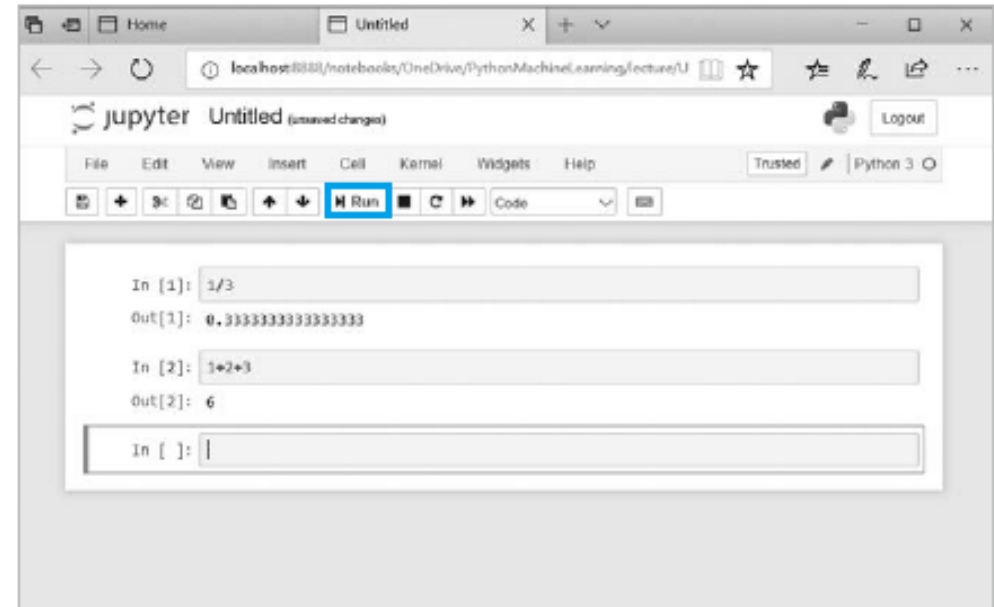 Home
Untitled
localhost:8888/notebooks/OneDrive/PythonMachineLearning/lecture/U
jupyter Untitled (unsaved changes)
Logout
File Edit View Insert Cell Kernel Widgets Help
Trusted
Python 3
Run
Code
In [1]: 1/3
Out[1]: 0.3333333333333333
In [2]: 1+2+3
Out[2]: 6
In [ ]: